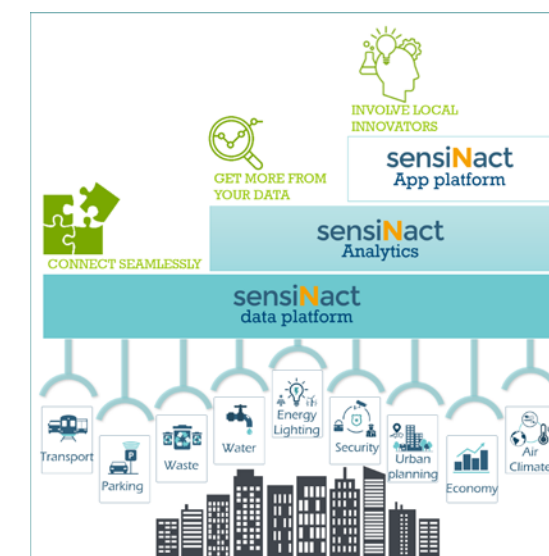 INVOLVE LOCAL
INNOVATORS
sensiNact
App platform
GET MORE FROM
YOUR DATA
sensiNact
Analytics
CONNECT SEAMLESSLY
sensiNact
data platform
Transport
Parking
Waste
Water
Energy
Lighting
Security
Urban
planning
Economy
Air
Climate
P